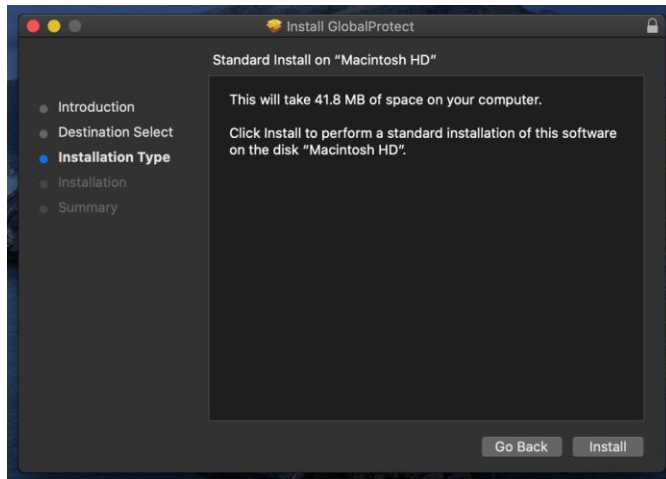 Install GlobalProtect
Standard Install on “Macintosh HD”
Introduction
Destination Select
Installation Type
Installation
Summary
This will take 41.8 MB of space on your computer.
Click Install to perform a standard installation of this software
on the disk “Macintosh HD”.
Go Back
Install